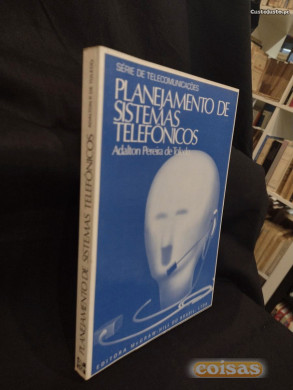 SÉRIE DE TELECOMUNICAÇÕES
PLANEJAMENTO DE
SISTEMAS
TELEFÔNICOS
Adalton Pereira de Toledo
EDITORA McGRAW-HILL DO BRASIL, LTDA.
PLANEJAMENTO DE SISTEMAS TELEFÔNICOS
coisas